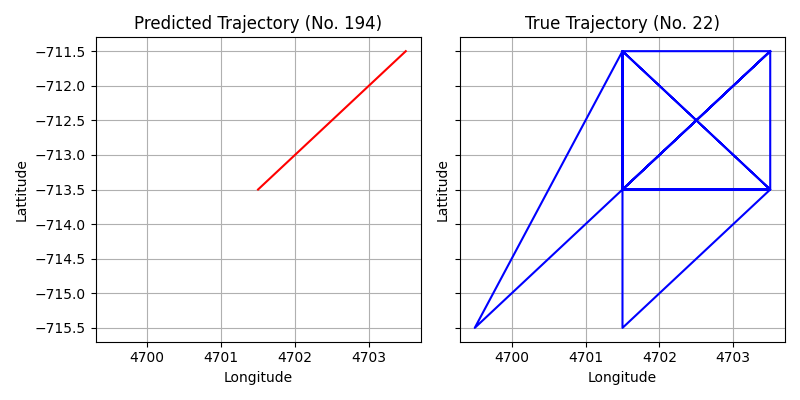 Predicted Trajectory (No. 194)
True Trajectory (No. 22)
Lattitude
−711.5
−712.0
−712.5
−713.0
−713.5
−714.0
−714.5
−715.0
−715.5
4700
4701
4702
4703
Longitude
Lattitude
4700
4701
4702
4703
Longitude